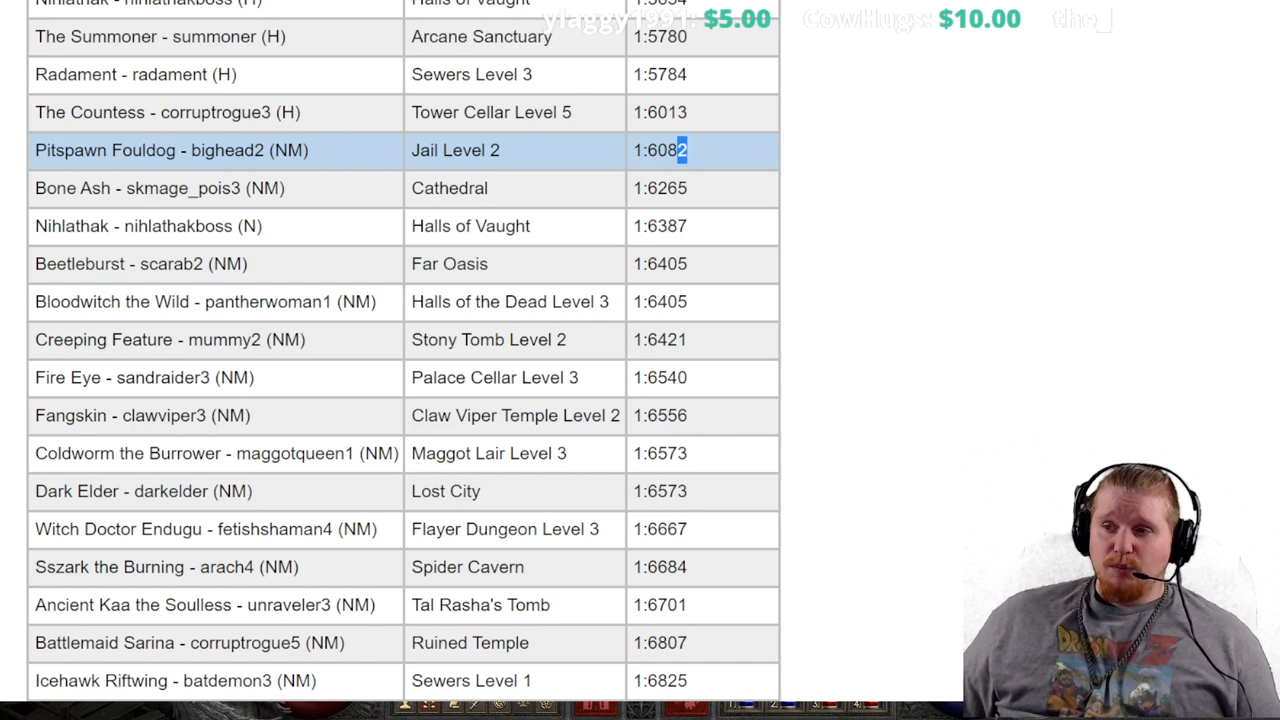 ylaggy1991: $5.00 CowHugs: $10.00 the
Halls of Vaught
The Summoner - summoner (H) Arcane Sanctuary 1:5780
Radament - radament (H) Sewers Level 3 1:5784
The Countess - corruptrogue3 (H) Tower Cellar Level 5 1:6013
Pitspawn Fouldog - bighead2 (NM) Jail Level 2 1:6082
Bone Ash - skmage_pois3 (NM) Cathedral 1:6265
Nihlathak - nihlathakboss (N) Halls of Vaught 1:6387
Beetleburst - scarab2 (NM) Far Oasis 1:6405
Bloodwitch the Wild - pantherwoman1 (NM) Halls of the Dead Level 3 1:6405
Creeping Feature - mummy2 (NM) Stony Tomb Level 2 1:6421
Fire Eye - sandraider3 (NM) Palace Cellar Level 3 1:6540
Fangskin - clawviper3 (NM) Claw Viper Temple Level 2 1:6556
Coldworm the Burrower - maggotqueen1 (NM) Maggot Lair Level 3 1:6573
Dark Elder - darkelder (NM) Lost City 1:6573
Witch Doctor Endugu - fetishshaman4 (NM) Flayer Dungeon Level 3 1:6667
Sszark the Burning - arach4 (NM) Spider Cavern 1:6684
Ancient Kaa the Soulless - unraveler3 (NM) Tal Rasha's Tomb 1:6701
Battlemaid Sarina - corruptrogue5 (NM) Ruined Temple 1:6807
Icehawk Riftwing - batdemon3 (NM) Sewers Level 1 1:6825